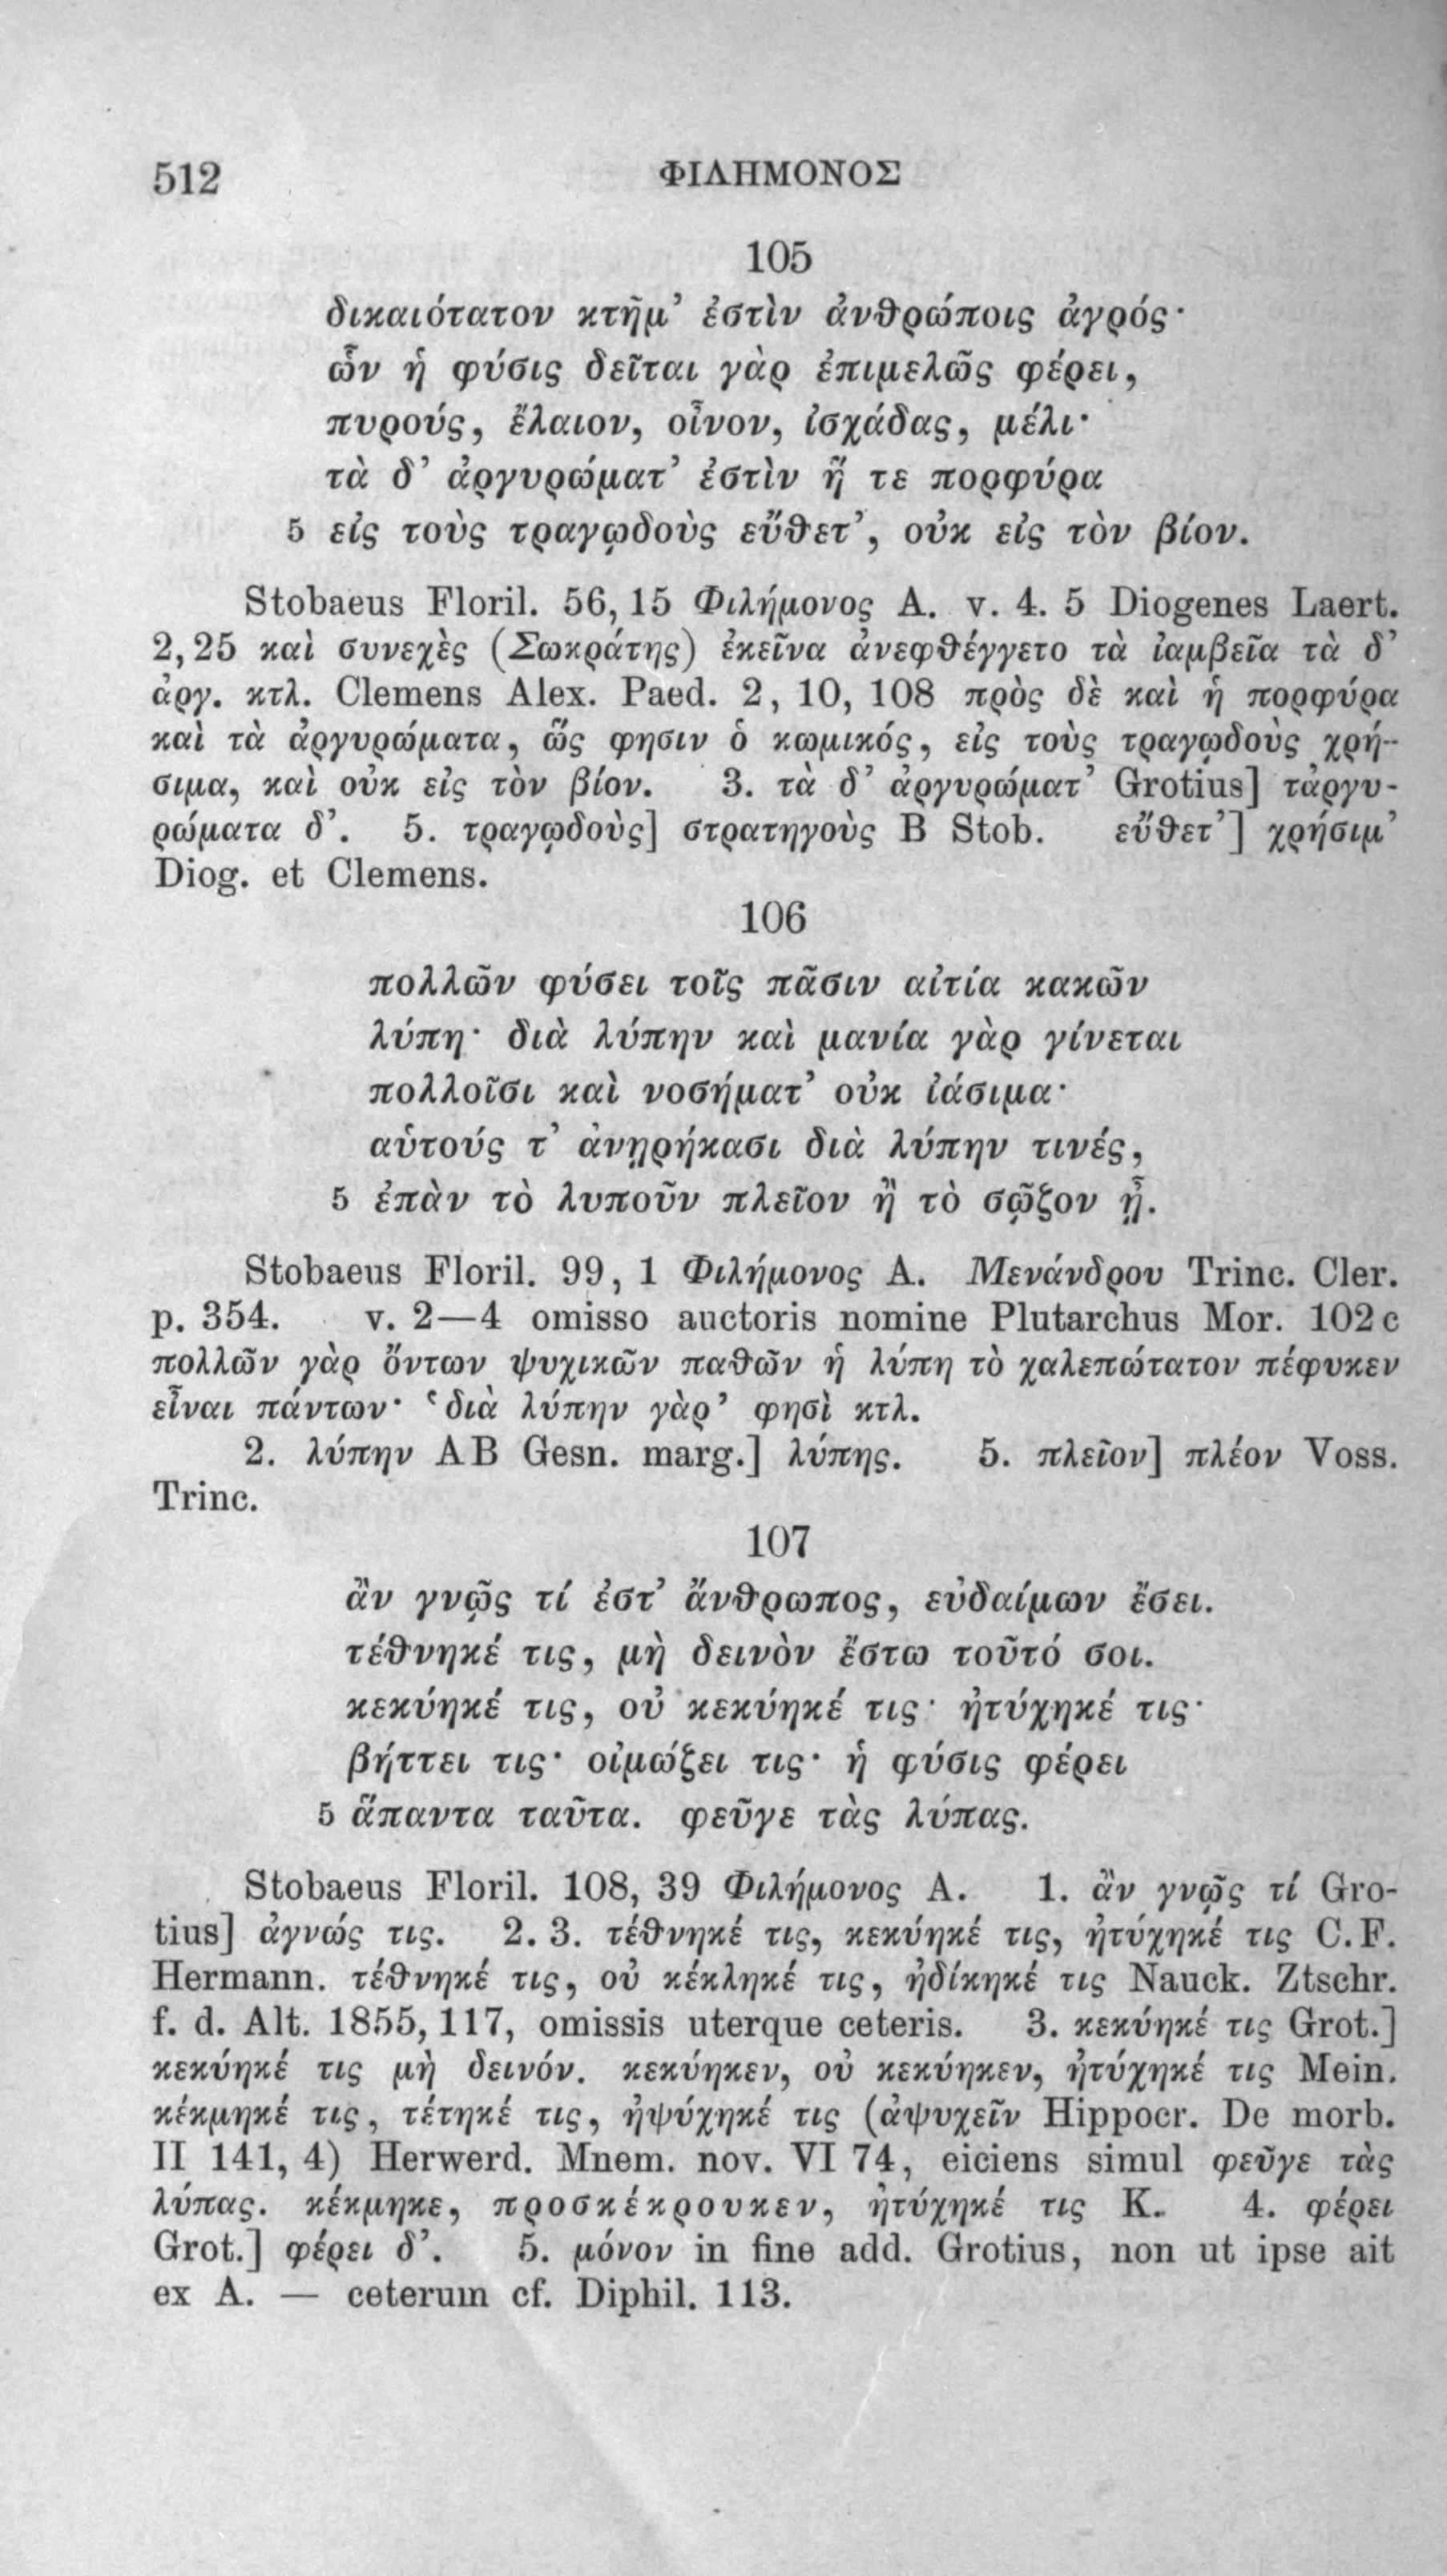 512 ΦΙΛΗΜΟΝΟΣ
105
δικαιότατον κτῆμ’ ἐστὶν ἀνθρώποις ἀγρός·
ὧν ἡ φύσις δεῖται γὰρ ἐπιμελῶς φέρει,
πυρούς, ἔλαιον, οἶνον, ἰσχάδας, μέλι·
τὰ δ’ ἀργυρώματ’ ἐστὶν ἥ τε πορφύρα
5 εἰς τοὺς τραγῳδοὺς εὔθετ’, οὐκ εἰς τὸν βίον.
Stobaeus Floril. 56, 15 Φιλήμονος A. v. 4. 5 Diogenes Laert.
2, 25 καὶ συνεχὲς (Σωκράτης) ἐκεῖνα ἀνεφθέγγετο τὰ ἰαμβεῖα τὰ δ’
ἀργ. κτλ. Clemens Alex. Paed. 2, 10, 108 πρὸς δὲ καὶ ἡ πορφύρα
καὶ τὰ ἀργυρώματα, ὥς φησιν ὁ κωμικός, εἰς τοὺς τραγῳδοὺς χρή-
σιμα, καὶ οὐκ εἰς τὸν βίον. 3. τὰ δ’ ἀργυρώματ’ Grotius] τἀργυ-
ρώματα δ’. 5. τραγῳδοὺς] στρατηγοὺς B Stob. εὔθετ’] χρήσιμ’
Diog. et Clemens.
106
πολλῶν φύσει τοῖς πᾶσιν αἰτία κακῶν
λύπη· διὰ λύπην καὶ μανία γὰρ γίνεται
πολλοῖσι καὶ νοσήματ’ οὐκ ἰάσιμα·
αὑτούς τ’ ἀνῃρήκασι διὰ λύπην τινές,
5 ἐπὰν τὸ λυποῦν πλεῖον ἢ τὸ σῷζον ᾖ.
Stobaeus Floril. 99, 1 Φιλήμονος A. Μενάνδρου Trinc. Cler.
p. 354. v. 2—4 omisso auctoris nomine Plutarchus Mor. 102 c
πολλῶν γὰρ ὄντων ψυχικῶν παθῶν ἡ λύπη τὸ χαλεπώτατον πέφυκεν
εἶναι πάντων· ‘διὰ λύπην γὰρ’ φησὶ κτλ.
2. λύπην AB Gesn. marg.] λύπης. 5. πλεῖον] πλέον Voss.
Trinc.
107
ἂν γνῷς τί ἐστ’ ἄνθρωπος, εὐδαίμων ἔσει.
τέθνηκέ τις, μὴ δεινὸν ἔστω τοῦτό σοι.
κεκύηκέ τις, οὐ κεκύηκέ τις· ἠτύχηκέ τις·
βήττει τις· οἰμώζει τις· ἡ φύσις φέρει
5 ἅπαντα ταῦτα. φεῦγε τὰς λύπας.
Stobaeus Floril. 108, 39 Φιλήμονος A. 1. ἂν γνῷς τί Gro-
tius] ἀγνώς τις. 2. 3. τέθνηκέ τις, κεκύηκέ τις, ἠτύχηκέ τις C. F.
Hermann. τέθνηκέ τις, οὐ κέκληκέ τις, ἠδίκηκέ τις Nauck. Ztschr.
f. d. Alt. 1855, 117, omissis uterque ceteris. 3. κεκύηκέ τις Grot.]
κεκύηκέ τις μὴ δεινόν. κεκύηκεν, οὐ κεκύηκεν, ἠτύχηκέ τις Mein.
κέκμηκέ τις, τέτηκέ τις, ἡψύχηκέ τις (ἀψυχεῖν Hippocr. De morb.
II 141, 4) Herwerd. Mnem. nov. VI 74, eiciens simul φεῦγε τὰς
λύπας. κέκμηκε, προσκέκρουκεν, ἠτύχηκέ τις K. 4. φέρει
Grot.] φέρει δ’. 5. μόνον in fine add. Grotius, non ut ipse ait
ex A. — ceterum cf. Diphil. 113.